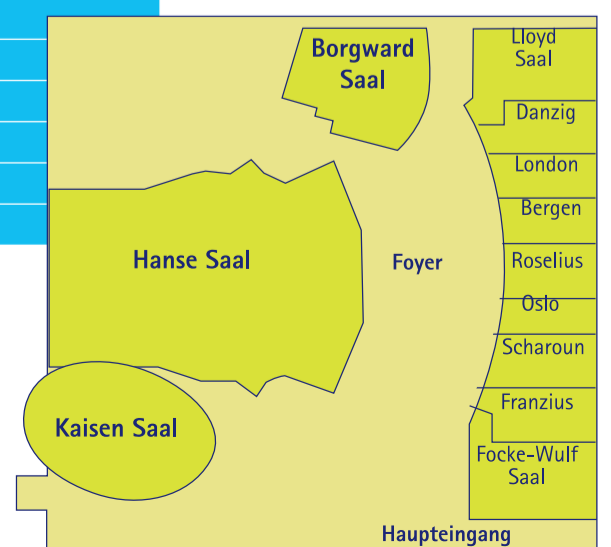 Borgward
Saal
Lloyd
Saal
Danzig
London
Bergen
Hanse Saal
Foyer
Roselius
Oslo
Scharoun
Franzius
Kaisen Saal
Focke-Wulf
Saal
Haupteingang